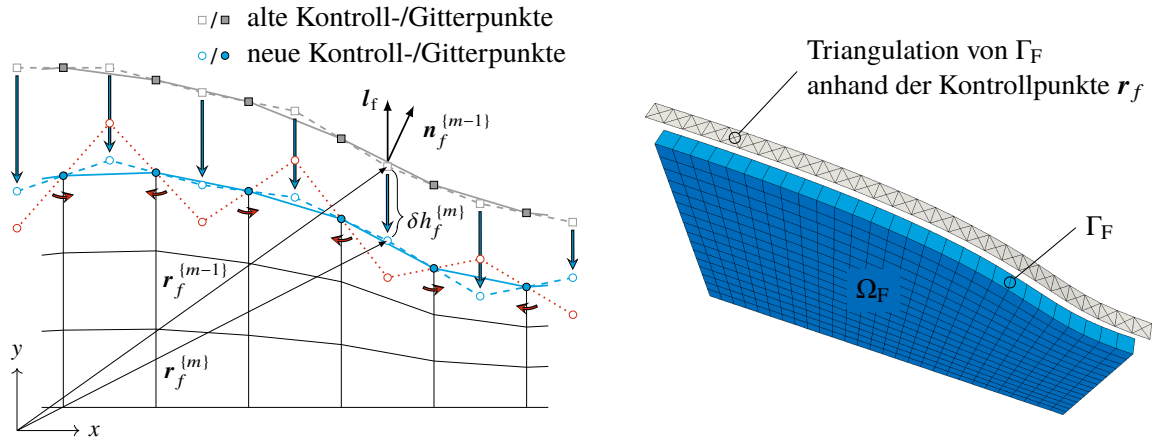 / alte Kontroll-/Gitterpunkte
/ neue Kontroll-/Gitterpunkte
l_f
n_f^{m−1}
δh_f^{m}
r_f^{m−1}
r_f^{m}
y
x
Triangulation von Γ_F
anhand der Kontrollpunkte r_f
Γ_F
Ω_F